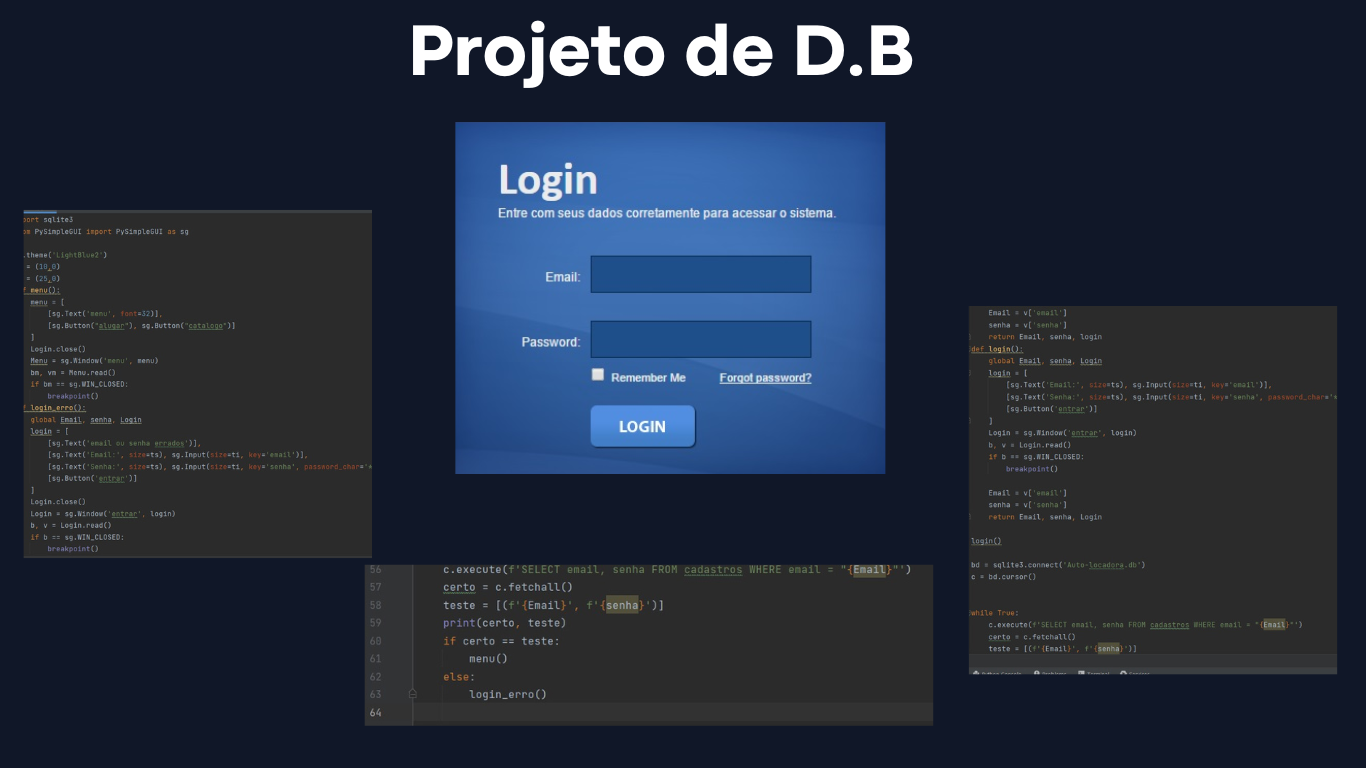 Projeto de D.B
Login
Entre com seus dados corretamente para acessar o sistema.
Email:
Password:
Remember Me Forgot password?
LOGIN
ort sqlite3
m PySimpleGUI import PySimpleGUI as sg
.theme('LightBlue2')
= (10,0)
= (25,0)
f menu():
menu = [
[sg.Text('menu', font=32)],
[sg.Button("alugar"), sg.Button("catalogo")]
]
Login.close()
Menu = sg.Window('menu', menu)
bm, vm = Menu.read()
if bm == sg.WIN_CLOSED:
breakpoint()
f login_erro():
global Email, senha, Login
login = [
[sg.Text('email ou senha errados')],
[sg.Text('Email:', size=ts), sg.Input(size=ti, key='email')],
[sg.Text('Senha:', size=ts), sg.Input(size=ti, key='senha', password_char='*
[sg.Button('entrar')]
]
Login.close()
Login = sg.Window('entrar', login)
b, v = Login.read()
if b == sg.WIN_CLOSED:
breakpoint()
56 c.execute(f'SELECT email, senha FROM cadastros WHERE email = "{Email}"')
57 certo = c.fetchall()
58 teste = [(f'{Email}', f'{senha}')]
59 print(certo, teste)
60 if certo == teste:
61 menu()
62 else:
63 login_erro()
64
Email = v['email']
senha = v['senha']
return Email, senha, login
def login():
global Email, senha, Login
login = [
[sg.Text('Email:', size=ts), sg.Input(size=ti, key='email')],
[sg.Text('Senha:', size=ts), sg.Input(size=ti, key='senha', password_char='*
[sg.Button('entrar')]
]
Login = sg.Window('entrar', login)
b, v = Login.read()
if b == sg.WIN_CLOSED:
breakpoint()
Email = v['email']
senha = v['senha']
return Email, senha, Login
login()
bd = sqlite3.connect('Auto-locadora.db')
c = bd.cursor()
while True:
c.execute(f'SELECT email, senha FROM cadastros WHERE email = "{Email}"')
certo = c.fetchall()
teste = [(f'{Email}', f'{senha}')]